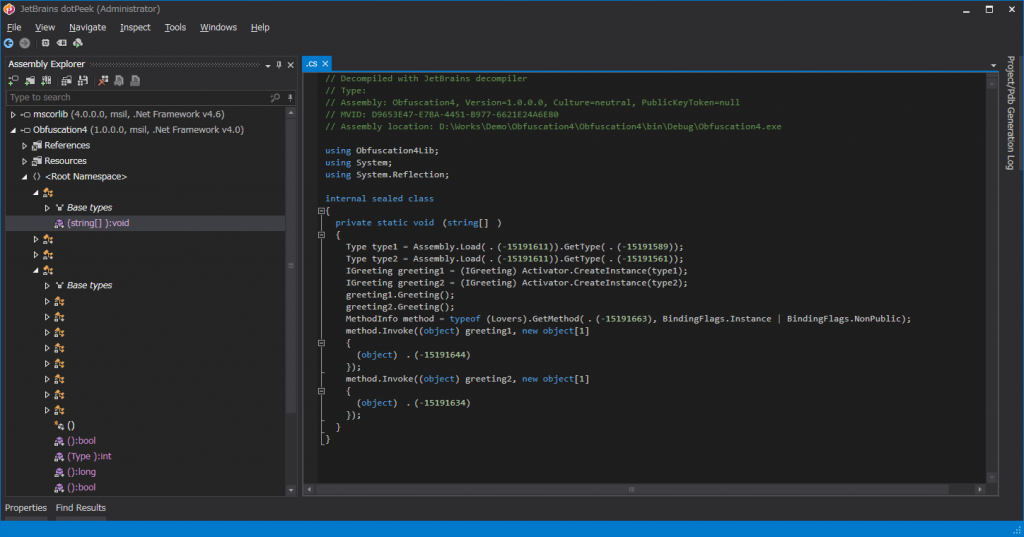 JetBrains dotPeek (Administrator)
File View Navigate Inspect Tools Windows Help
Assembly Explorer
Type to search
mscorlib (4.0.0.0, msil, .Net Framework v4.6)
Obfuscation4 (1.0.0.0, msil, .Net Framework v4.0)
References
Resources
<Root Namespace>
Base types
(string[] ):void
Base types
()
():bool
(Type ):int
():long
():bool
Properties Find Results
.cs
// Decompiled with JetBrains decompiler
// Type:
// Assembly: Obfuscation4, Version=1.0.0.0, Culture=neutral, PublicKeyToken=null
// MVID: D9653E47-E7BA-4451-B977-6621E24A6E80
// Assembly location: D:\Works\Demo\Obfuscation4\Obfuscation4\bin\Debug\Obfuscation4.exe
using Obfuscation4Lib;
using System;
using System.Reflection;
internal sealed class
{
private static void (string[] )
{
Type type1 = Assembly.Load( . (-15191611)).GetType( . (-15191589));
Type type2 = Assembly.Load( . (-15191611)).GetType( . (-15191561));
IGreeting greeting1 = (IGreeting) Activator.CreateInstance(type1);
IGreeting greeting2 = (IGreeting) Activator.CreateInstance(type2);
greeting1.Greeting();
greeting2.Greeting();
MethodInfo method = typeof (Lovers).GetMethod( . (-15191663), BindingFlags.Instance | BindingFlags.NonPublic);
method.Invoke((object) greeting1, new object[1]
{
(object) . (-15191644)
});
method.Invoke((object) greeting2, new object[1]
{
(object) . (-15191634)
});
}
}
Project/Pdb Generation Log